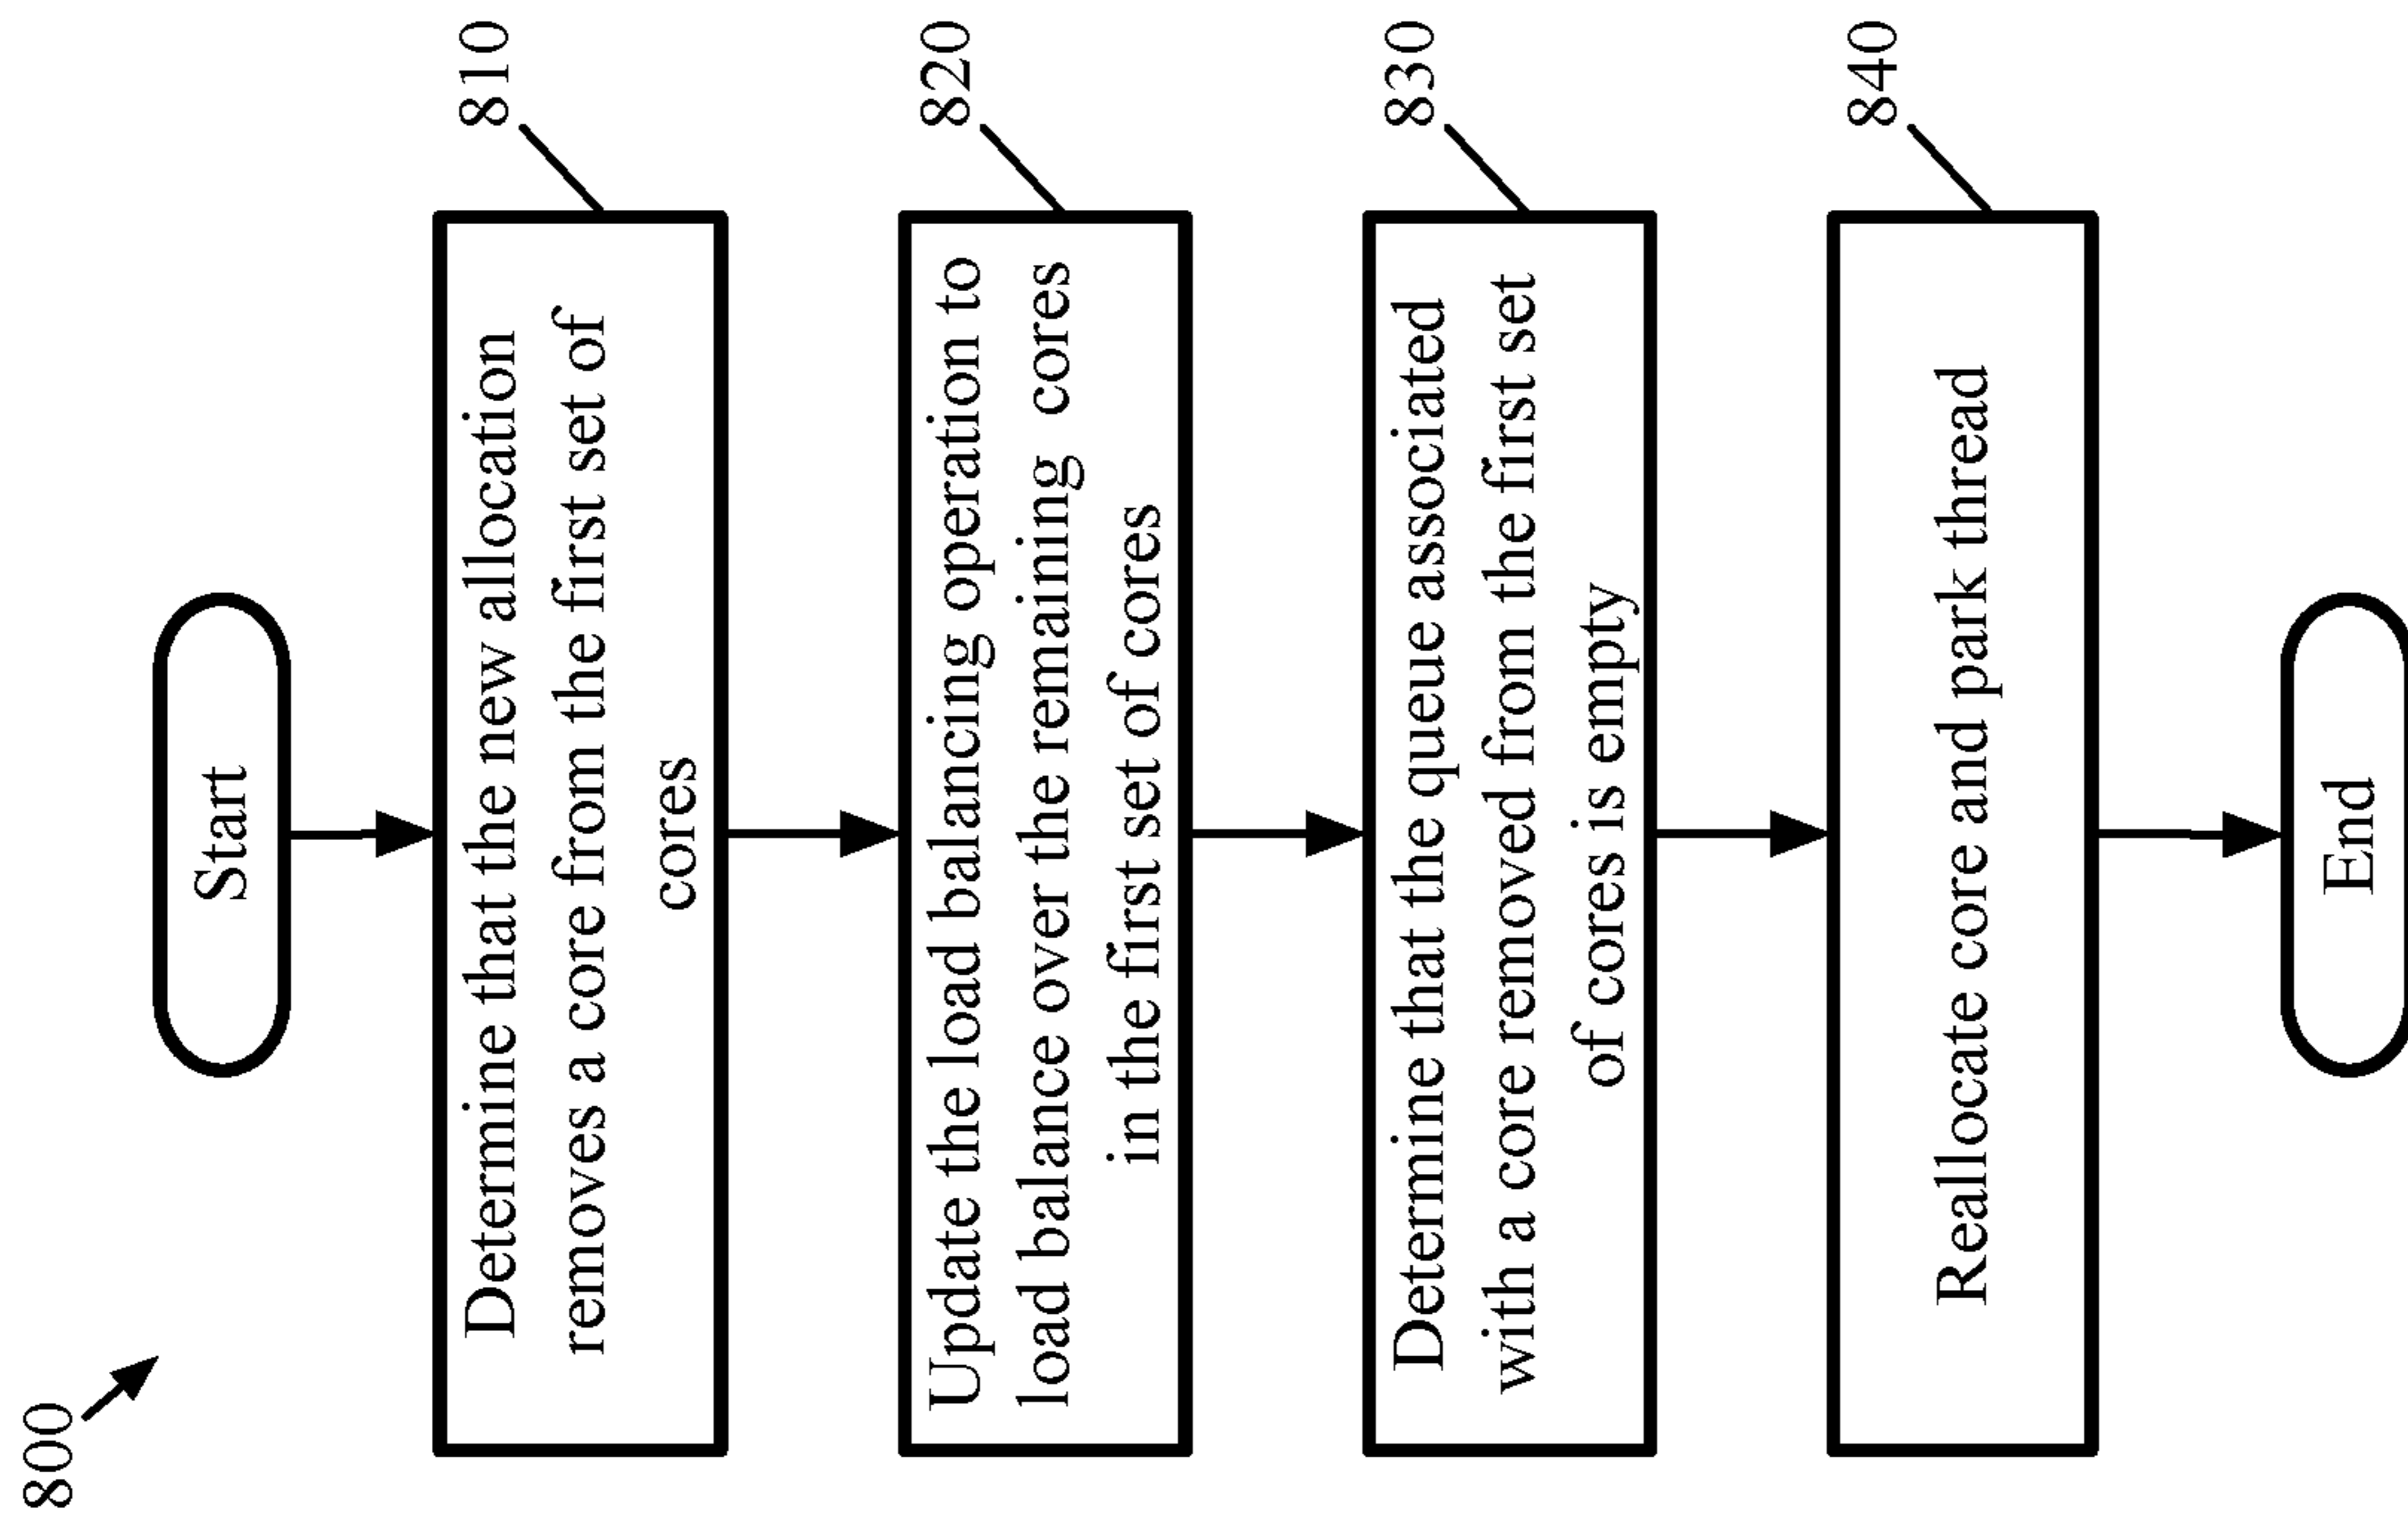 800
Start
Determine that the new allocation
removes a core from the first set of
cores
810
Update the load balancing operation to
load balance over the remaining cores
in the first set of cores
820
Determine that the queue associated
with a core removed from the first set
of cores is empty
830
Reallocate core and park thread
840
End